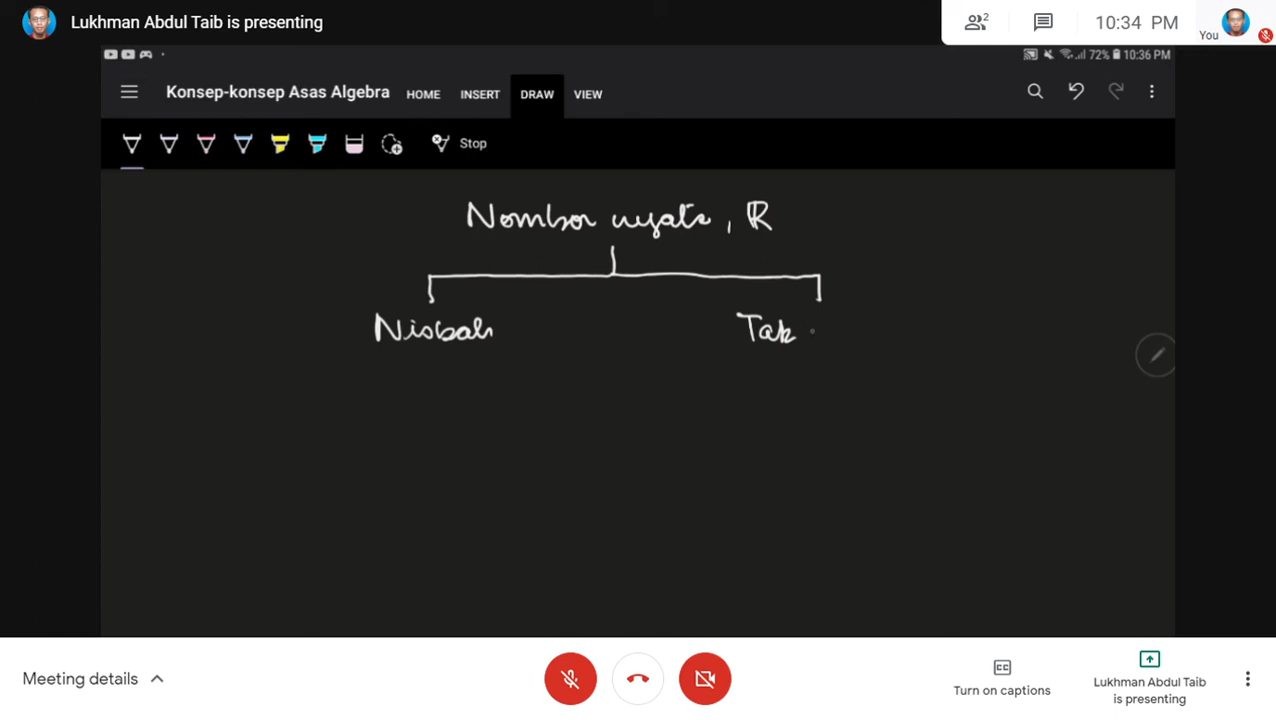 Lukhman Abdul Taib is presenting
2
10:34 PM
You
72% 10:36 PM
Konsep-konsep Asas Algebra HOME INSERT DRAW VIEW
Stop
Nombor nyata, ℝ
Nisbah Tak
Meeting details
Turn on captions
Lukhman Abdul Taib
is presenting